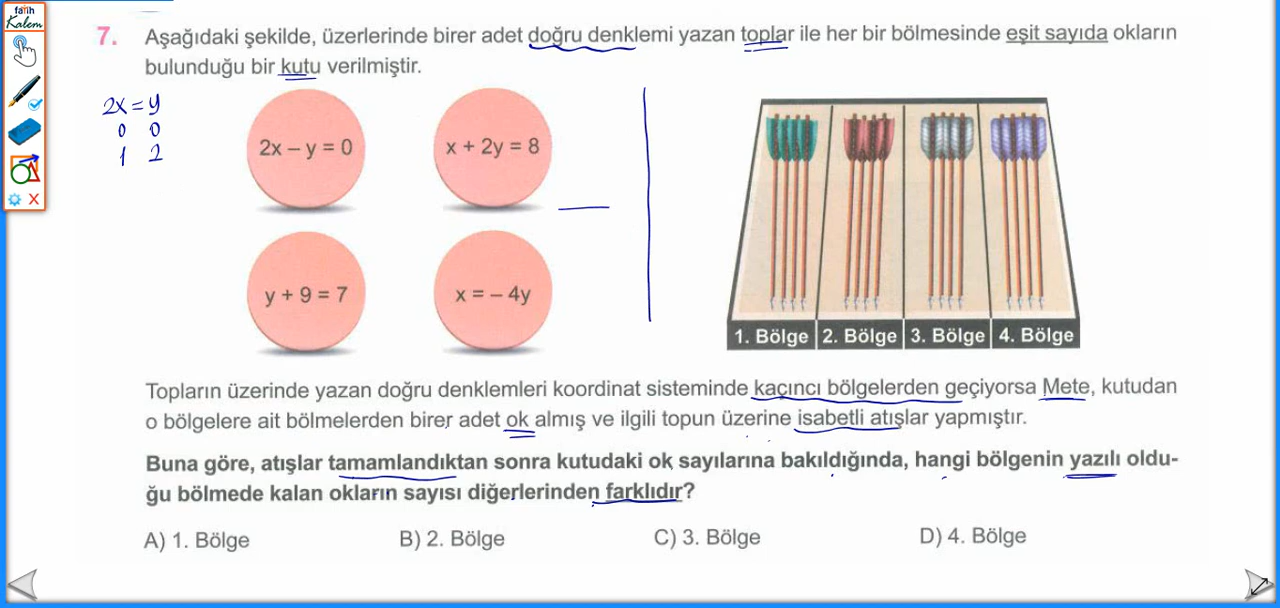 fatih
Kalem
7. Aşağıdaki şekilde, üzerlerinde birer adet doğru denklemi yazan toplar ile her bir bölmesinde eşit sayıda okların
bulunduğu bir kutu verilmiştir.
2x = y
0 0
1 2
2x – y = 0
x + 2y = 8
y + 9 = 7
x = – 4y
1. Bölge 2. Bölge 3. Bölge 4. Bölge
Topların üzerinde yazan doğru denklemleri koordinat sisteminde kaçıncı bölgelerden geçiyorsa Mete, kutudan
o bölgelere ait bölmelerden birer adet ok almış ve ilgili topun üzerine isabetli atışlar yapmıştır.
Buna göre, atışlar tamamlandıktan sonra kutudaki ok sayılarına bakıldığında, hangi bölgenin yazılı oldu-
ğu bölmede kalan okların sayısı diğerlerinden farklıdır?
A) 1. Bölge B) 2. Bölge C) 3. Bölge D) 4. Bölge